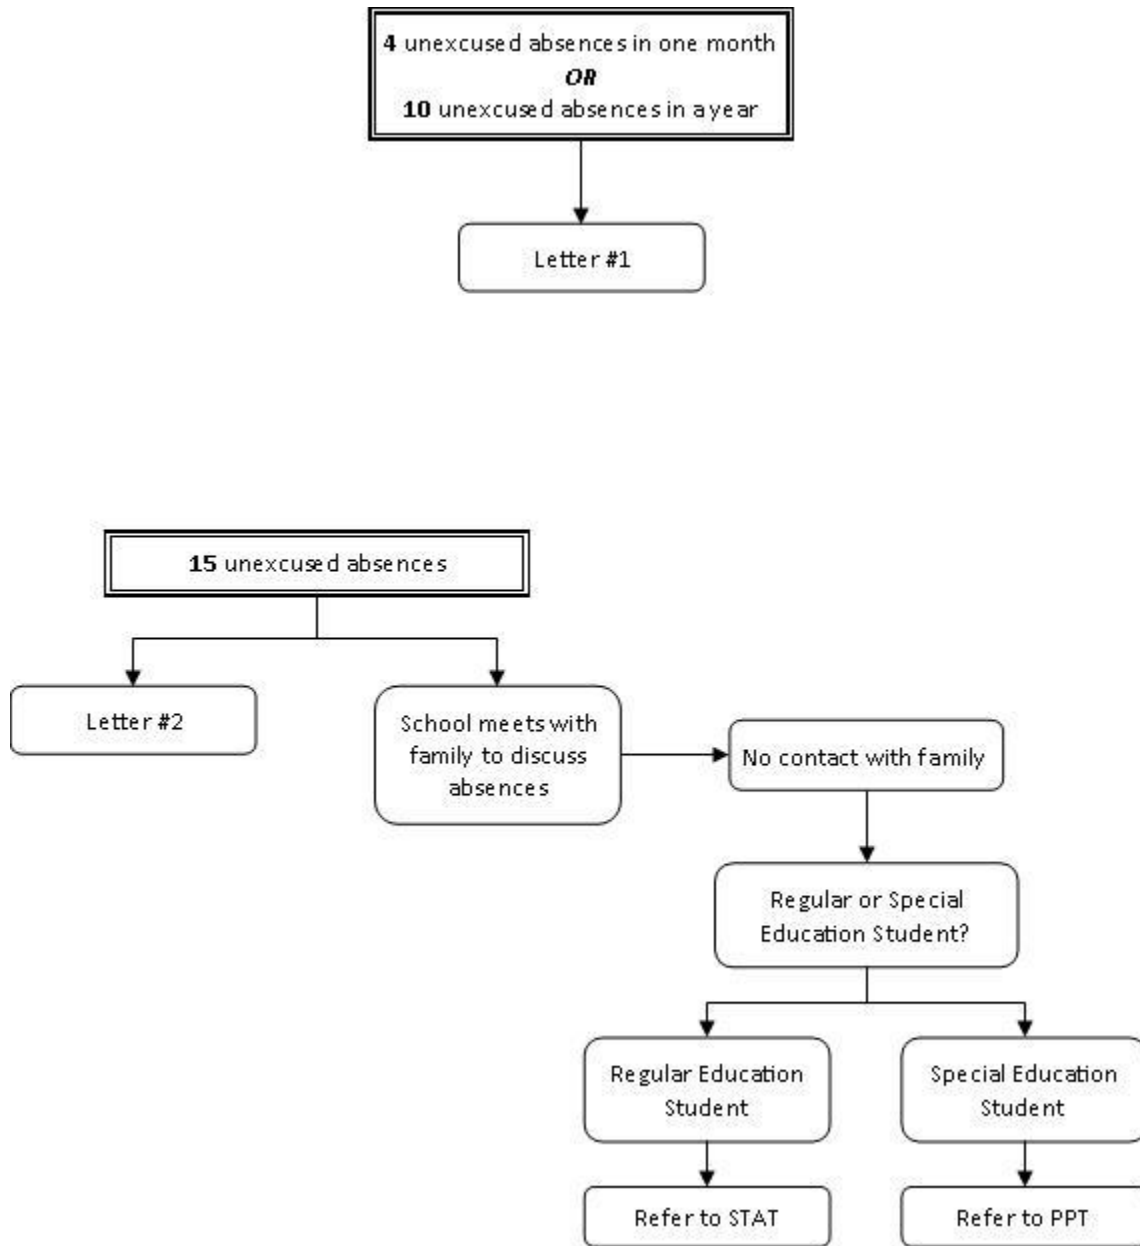 4 unexcused absences in one month
OR
10 unexcused absences in a year
Letter #1
15 unexcused absences
Letter #2
School meets with
family to discuss
absences
No contact with family
Regular or Special
Education Student?
Regular Education
Student
Special Education
Student
Refer to STAT
Refer to PPT